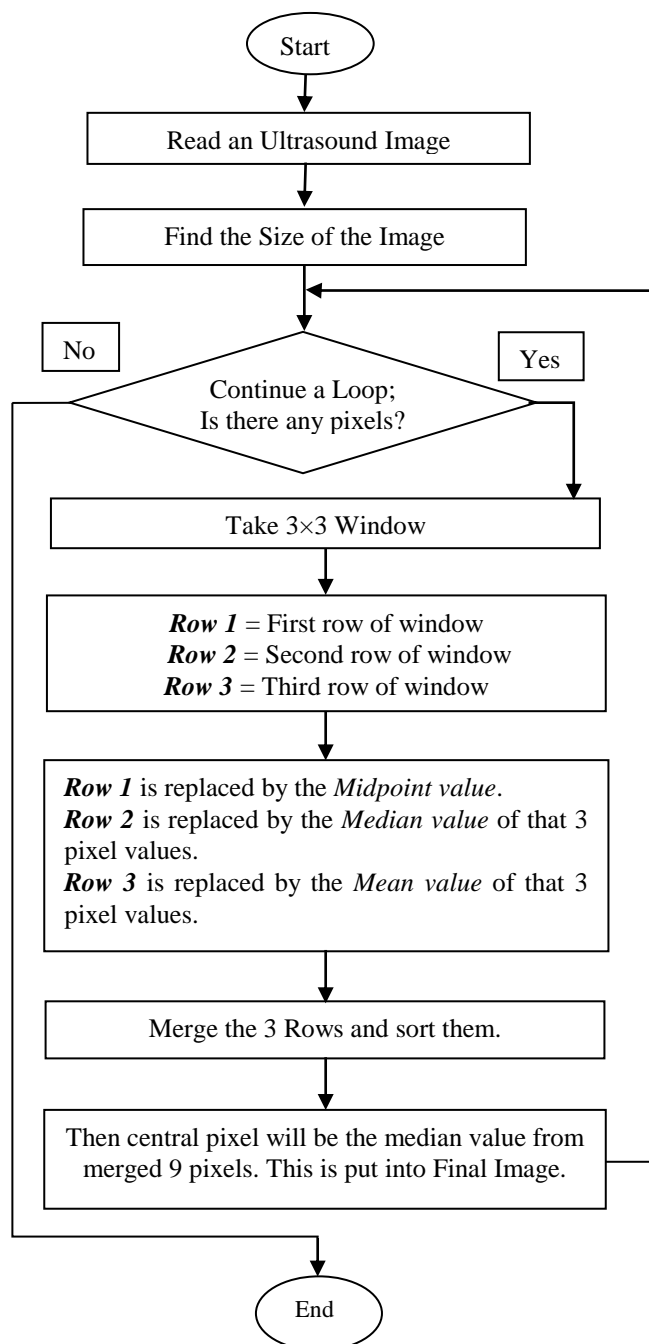 Start
Read an Ultrasound Image
Find the Size of the Image
No
Yes
Continue a Loop;
Is there any pixels?
Take 3×3 Window
Row 1 = First row of window
Row 2 = Second row of window
Row 3 = Third row of window
Row 1 is replaced by the Midpoint value.
Row 2 is replaced by the Median value of that 3
pixel values.
Row 3 is replaced by the Mean value of that 3
pixel values.
Merge the 3 Rows and sort them.
Then central pixel will be the median value from
merged 9 pixels. This is put into Final Image.
End